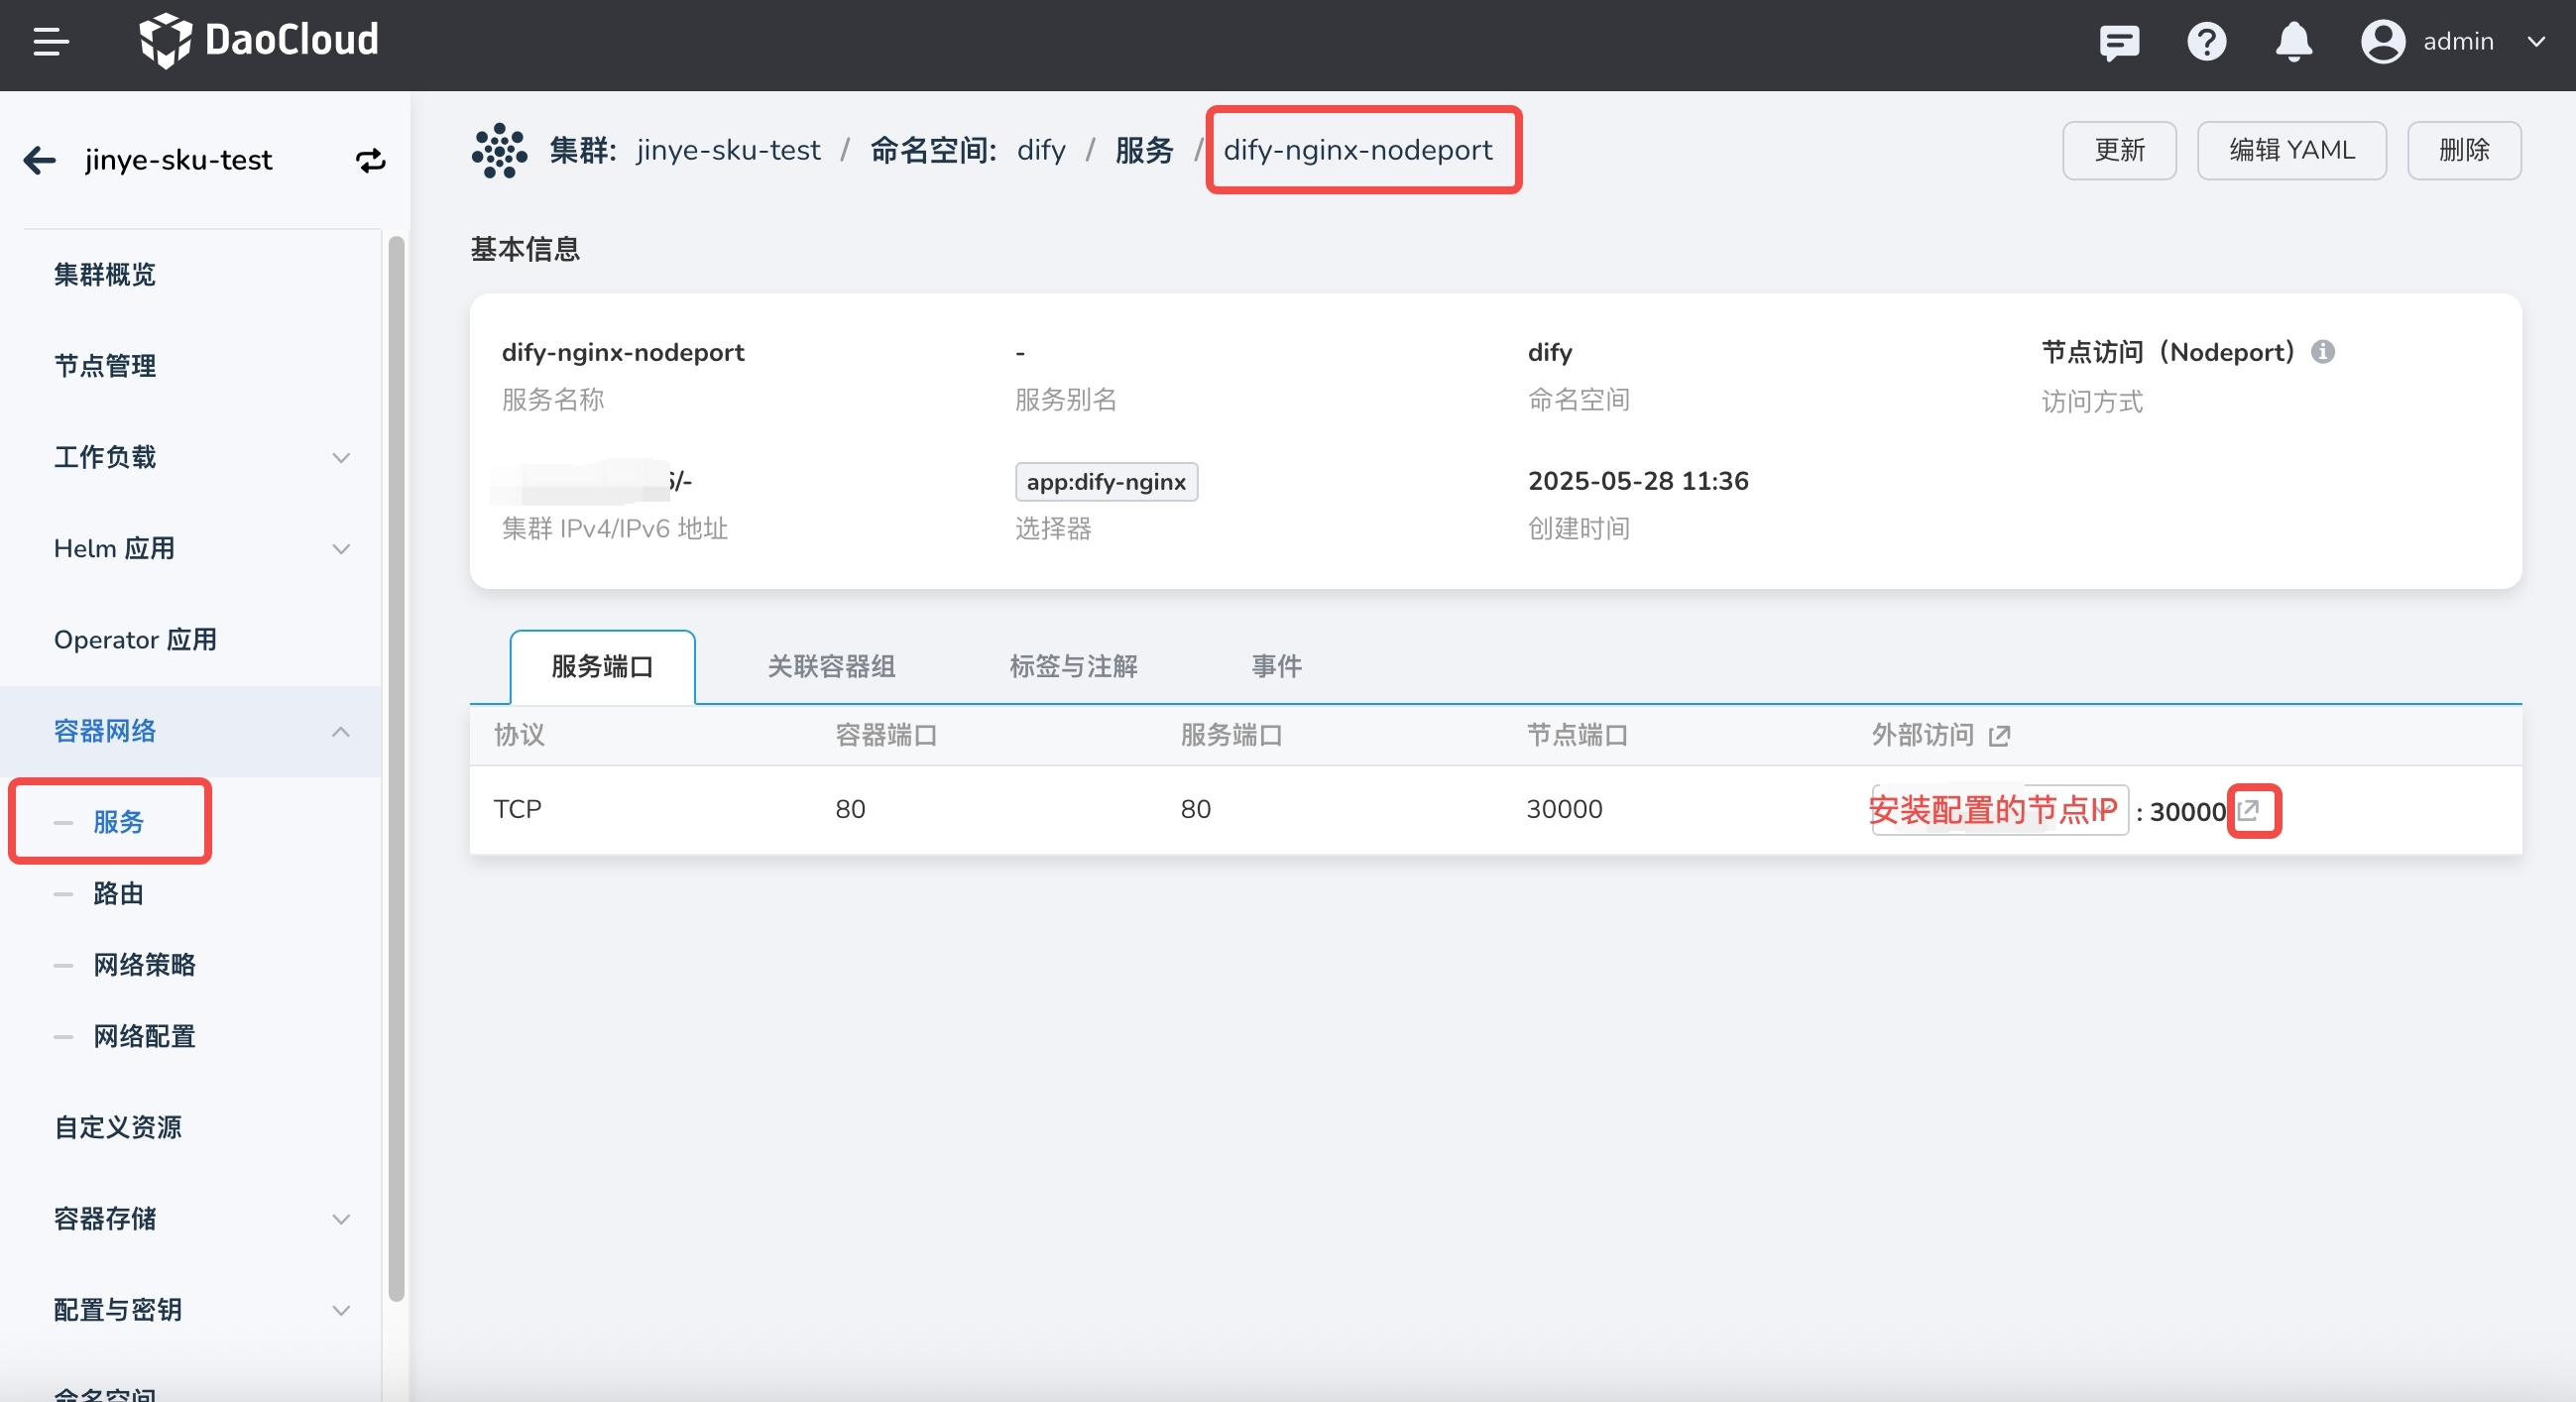 DaoCloud
admin
jinye-sku-test
集群: jinye-sku-test / 命名空间: dify / 服务 / dify-nginx-nodeport
更新
编辑 YAML
删除
集群概览
节点管理
工作负载
Helm 应用
Operator 应用
容器网络
服务
路由
网络策略
网络配置
自定义资源
容器存储
配置与密钥
命名空间
基本信息
dify-nginx-nodeport
服务名称
-
服务别名
dify
命名空间
节点访问（Nodeport）
访问方式
/-
集群 IPv4/IPv6 地址
app:dify-nginx
选择器
2025-05-28 11:36
创建时间
服务端口 关联容器组 标签与注解 事件
协议 容器端口 服务端口 节点端口 外部访问
TCP 80 80 30000 安装配置的节点IP : 30000